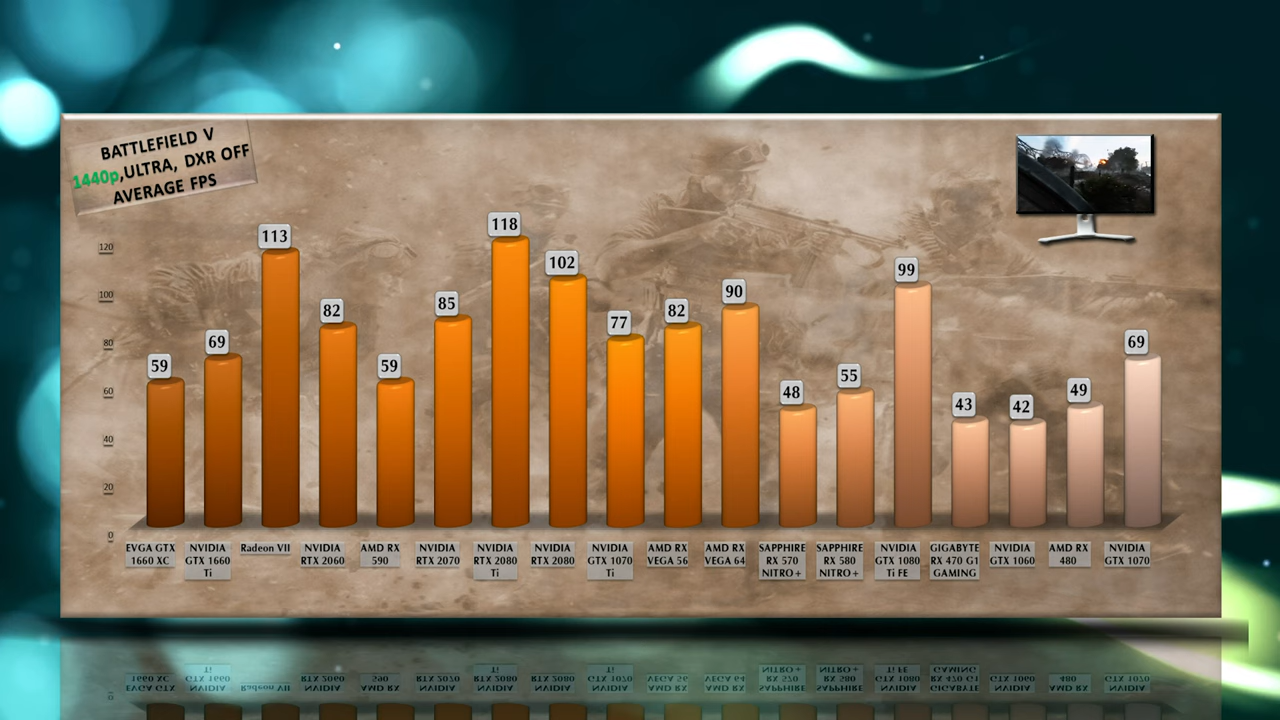 BATTLEFIELD V
1440p,ULTRA, DXR OFF
AVERAGE FPS
120
100
80
60
40
20
0
59
69
113
82
59
85
118
102
77
82
90
48
55
99
43
42
49
69
EVGA GTX
1660 XC
NVIDIA
GTX 1660
Ti
Radeon VII
NVIDIA
RTX 2060
AMD RX
590
NVIDIA
RTX 2070
NVIDIA
RTX 2080
Ti
NVIDIA
RTX 2080
NVIDIA
GTX 1070
Ti
AMD RX
VEGA 56
AMD RX
VEGA 64
SAPPHIRE
RX 570
NITRO+
SAPPHIRE
RX 580
NITRO+
NVIDIA
GTX 1080
Ti FE
GIGABYTE
RX 470 G1
GAMING
NVIDIA
GTX 1060
AMD RX
480
NVIDIA
GTX 1070